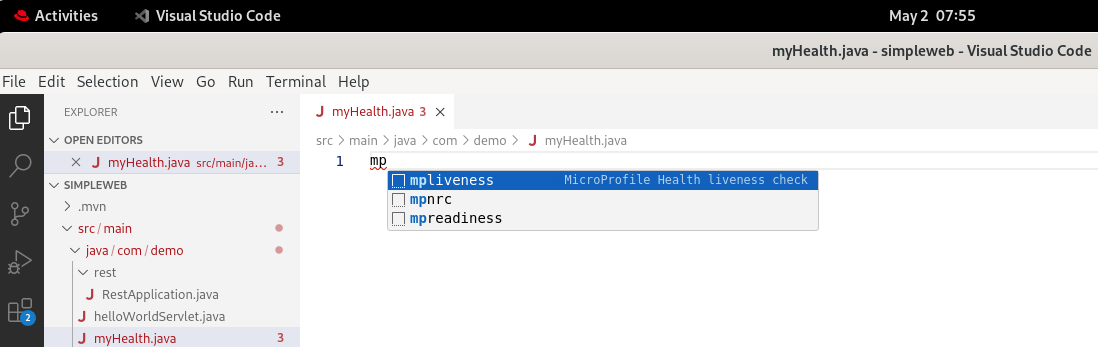 Activities Visual Studio Code May 2 07:55
myHealth.java - simpleweb - Visual Studio Code
File Edit Selection View Go Run Terminal Help
EXPLORER ...
J myHealth.java 3 ×
OPEN EDITORS
src > main > java > com > demo > J myHealth.java
× J myHealth.java src/main/ja... 3
1 mp
SIMPLEWEB
mpliveness MicroProfile Health liveness check
.mvn
mpnrc
src / main
mpreadiness
java / com / demo
rest
J RestApplication.java
J helloWorldServlet.java
2
J myHealth.java 3